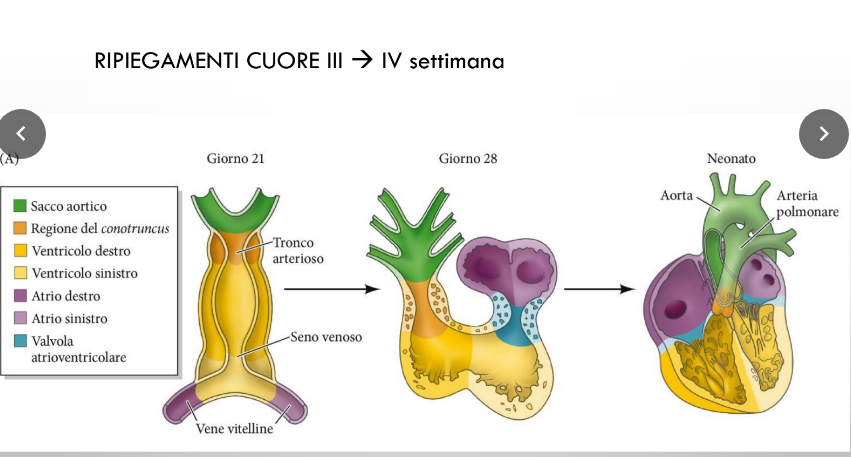 RIPIEGAMENTI CUORE III → IV settimana
(A)
Giorno 21
Giorno 28
Neonato
Sacco aortico
Regione del conotruncus
Ventricolo destro
Ventricolo sinistro
Atrio destro
Atrio sinistro
Valvola
atrioventricolare
Tronco
arterioso
Seno venoso
Vene vitelline
Aorta
Arteria
polmonare